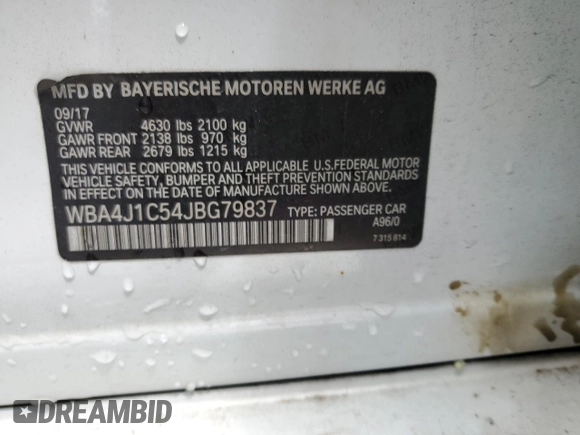 MFD BY BAYERISCHE MOTOREN WERKE AG
09/17
GVWR 4630 lbs 2100 kg
GAWR FRONT 2138 lbs 970 kg
GAWR REAR 2679 lbs 1215 kg
THIS VEHICLE CONFORMS TO ALL APPLICABLE U.S.FEDERAL MOTOR
VEHICLE SAFETY, BUMPER AND THEFT PREVENTION STANDARDS
IN EFFECT ON THE DATE OF MANUFACTURE SHOWN ABOVE.
WBA4J1C54JBG79837 TYPE: PASSENGER CAR
A96/0
7 315 814
DREAMBID